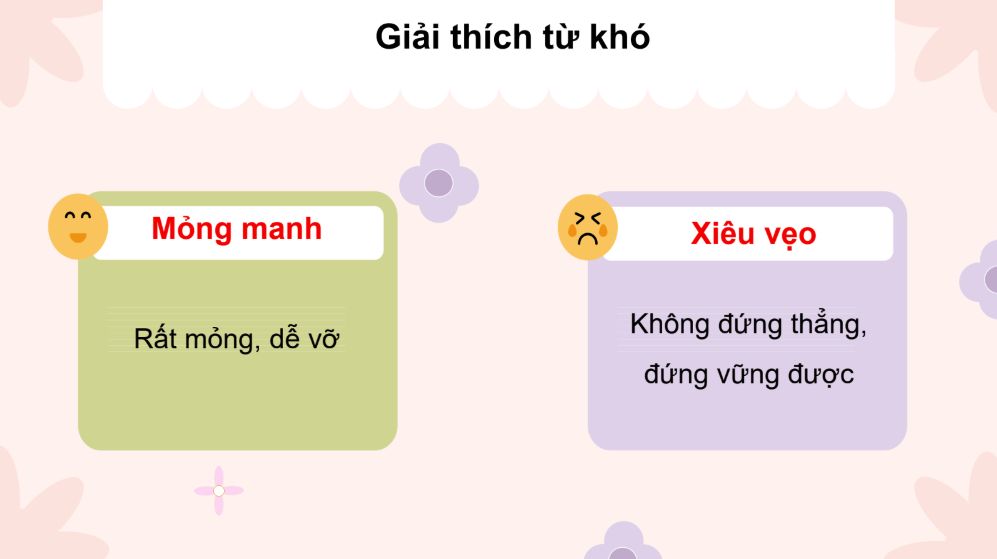 Giải thích từ khó
Mỏng manh
Rất mỏng, dễ vỡ
Xiêu vẹo
Không đứng thẳng,
đứng vững được